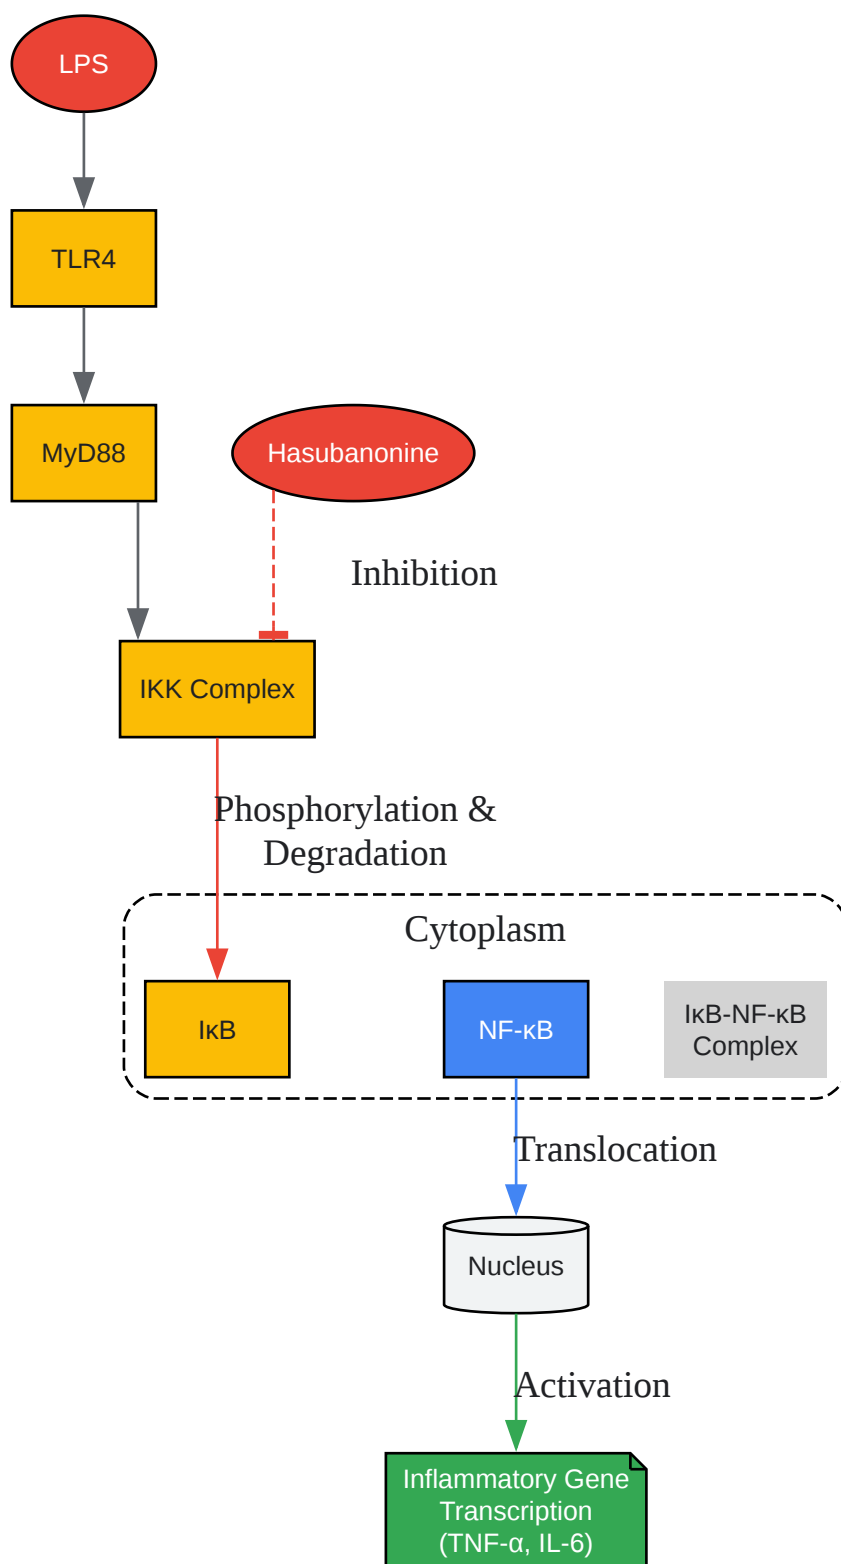 LPS
TLR4
MyD88
Hasubanonine
Inhibition
IKK Complex
Phosphorylation &
Degradation
Cytoplasm
IκB
NF-κB
IκB-NF-κB
Complex
Translocation
Nucleus
Activation
Inflammatory Gene
Transcription
(TNF-α, IL-6)